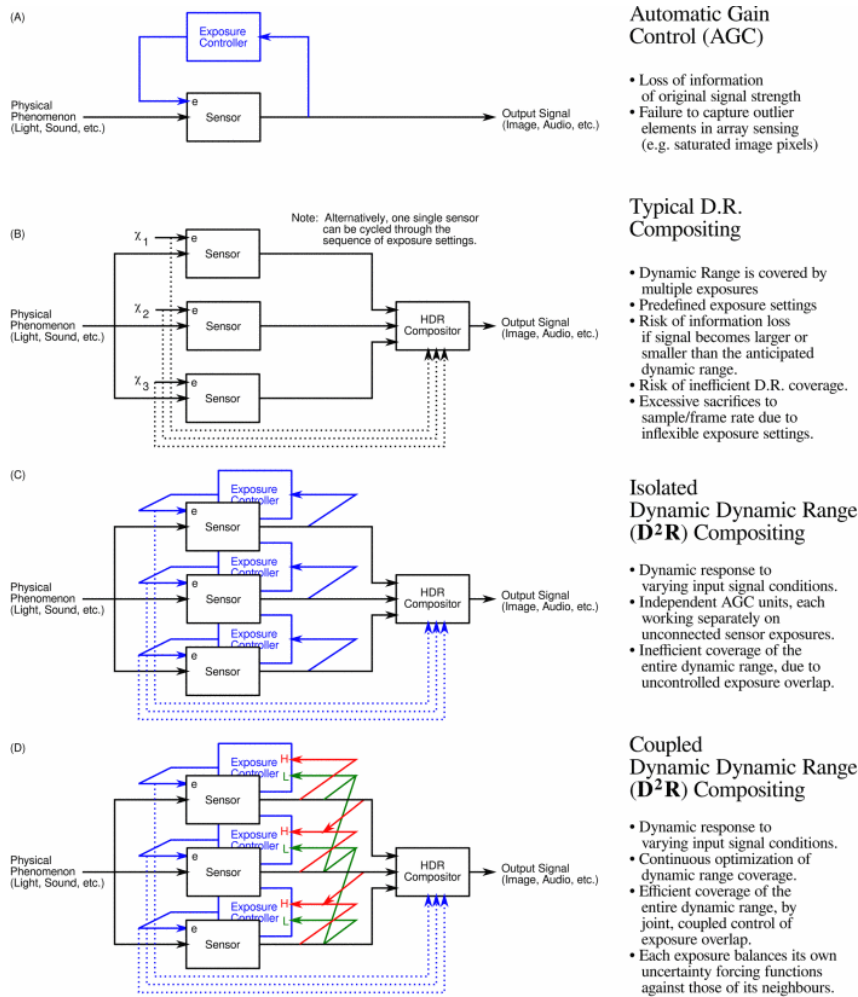 (A)
Exposure
Controller
e
Sensor
Physical
Phenomenon
(Light, Sound, etc.)
Output Signal
(Image, Audio, etc.)
Automatic Gain
Control (AGC)
• Loss of information
of original signal strength
• Failure to capture outlier
elements in array sensing
(e.g. saturated image pixels)
(B)
Note: Alternatively, one single sensor
can be cycled through the
sequence of exposure settings.
χ1
e
Sensor
χ2
e
Sensor
χ3
e
Sensor
Physical
Phenomenon
(Light, Sound, etc.)
HDR
Compositor
Output Signal
(Image, Audio, etc.)
Typical D.R.
Compositing
• Dynamic Range is covered by
multiple exposures
• Predefined exposure settings
• Risk of information loss
if signal becomes larger or
smaller than the anticipated
dynamic range.
• Risk of inefficient D.R. coverage.
• Excessive sacrifices to
sample/frame rate due to
inflexible exposure settings.
(C)
Exposure
Controller
e
Sensor
Exposure
Controller
e
Sensor
Exposure
Controller
e
Sensor
Physical
Phenomenon
(Light, Sound, etc.)
HDR
Compositor
Output Signal
(Image, Audio, etc.)
Isolated
Dynamic Dynamic Range
(D²R) Compositing
• Dynamic response to
varying input signal conditions.
• Independent AGC units, each
working separately on
unconnected sensor exposures.
• Inefficient coverage of the
entire dynamic range, due to
uncontrolled exposure overlap.
(D)
Exposure
Controller
H
L
e
Sensor
Exposure
Controller
H
L
e
Sensor
Exposure
Controller
H
L
e
Sensor
Physical
Phenomenon
(Light, Sound, etc.)
HDR
Compositor
Output Signal
(Image, Audio, etc.)
Coupled
Dynamic Dynamic Range
(D²R) Compositing
• Dynamic response to
varying input signal conditions.
• Continuous optimization of
dynamic range coverage.
• Efficient coverage of the
entire dynamic range, by
joint, coupled control of
exposure overlap.
• Each exposure balances its own
uncertainty forcing functions
against those of its neighbours.